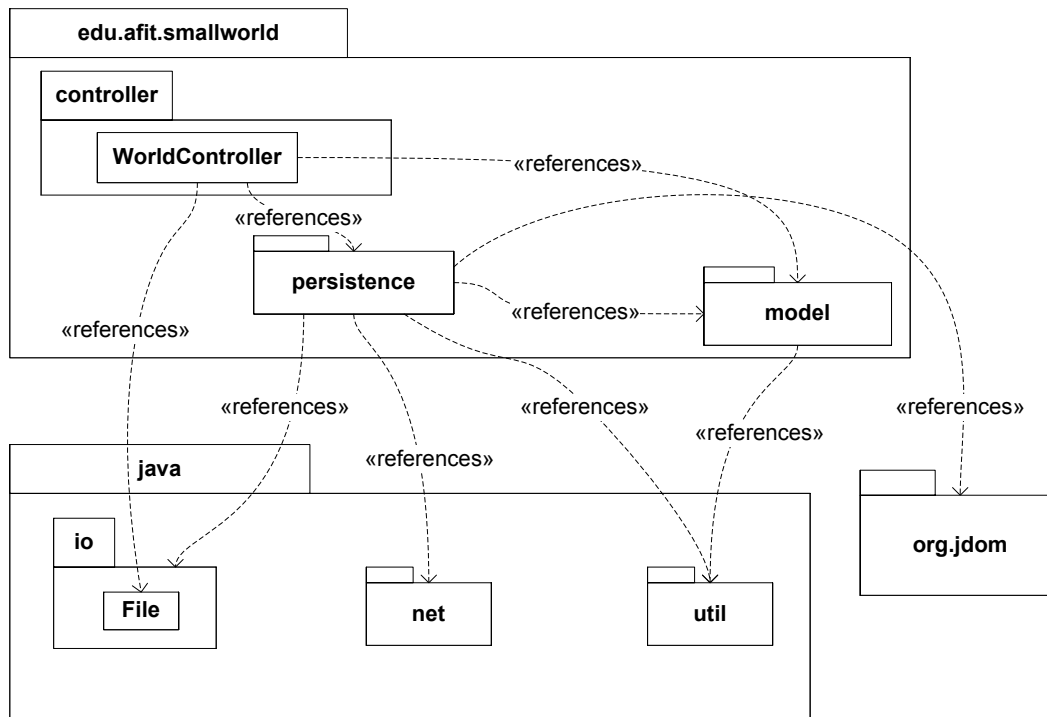 edu.afit.smallworld
controller
WorldController
«references»
«references»
persistence
model
«references»
«references»
«references»
«references»
«references»
«references»
«references»
java
io
org.jdom
File
net
util